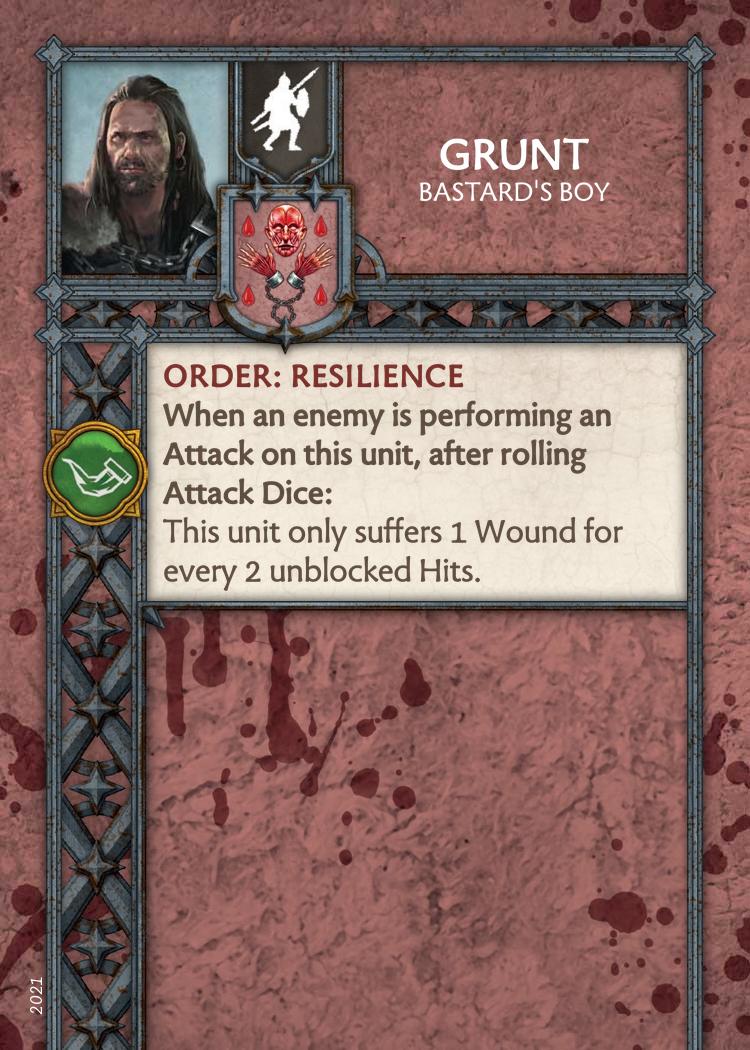 GRUNT
BASTARD'S BOY
ORDER: RESILIENCE
When an enemy is performing an
Attack on this unit, after rolling
Attack Dice:
This unit only suffers 1 Wound for
every 2 unblocked Hits.
2021